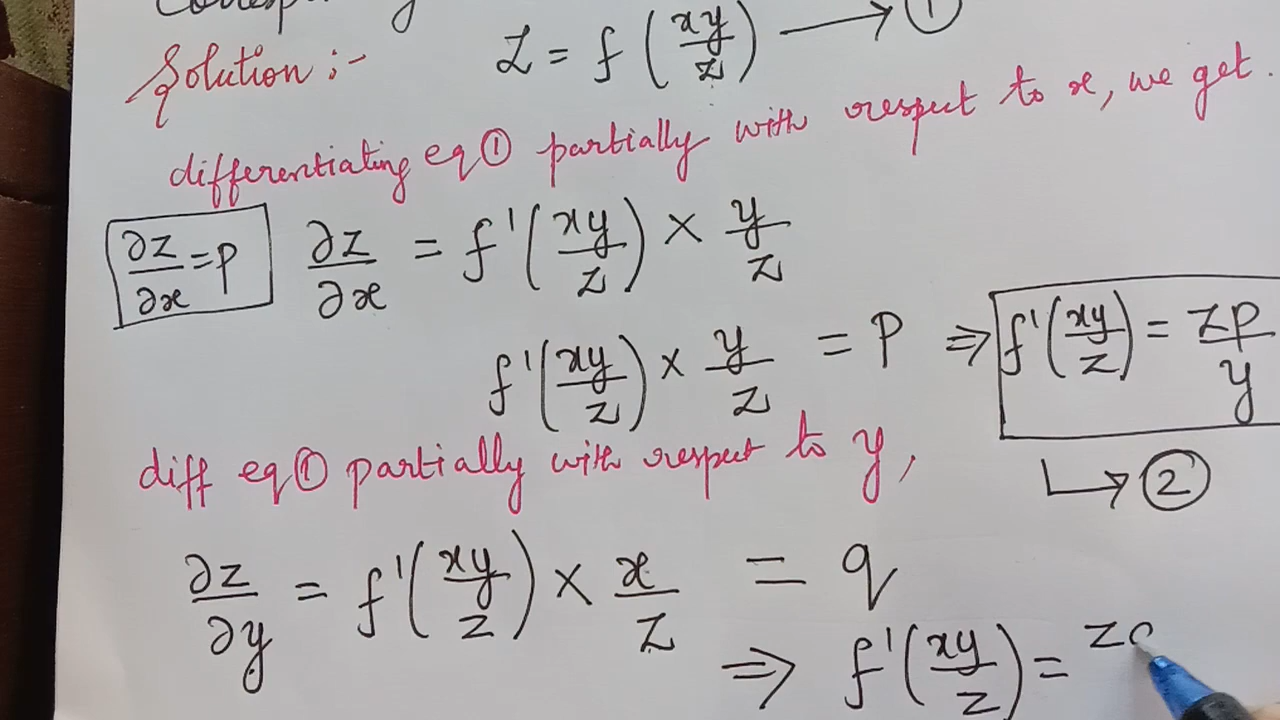 Solution :-
z = f (xy/z) → ①
differentiating eq ① partially with respect to x, we get.
∂z/∂x = p ∂z/∂x = f'(xy/z) × y/z
f'(xy/z) × y/z = p ⇒ f'(xy/z) = zp/y
→ ②
diff eq ① partially with respect to y,
∂z/∂y = f'(xy/z) × x/z = q
⇒ f'(xy/z) = z